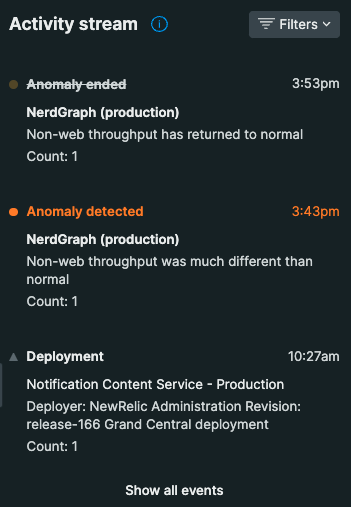 Activity stream
Filters
Anomaly ended
3:53pm
NerdGraph (production)
Non-web throughput has returned to normal
Count: 1
Anomaly detected
3:43pm
NerdGraph (production)
Non-web throughput was much different than
normal
Count: 1
Deployment
10:27am
Notification Content Service - Production
Deployer: NewRelic Administration Revision:
release-166 Grand Central deployment
Count: 1
Show all events